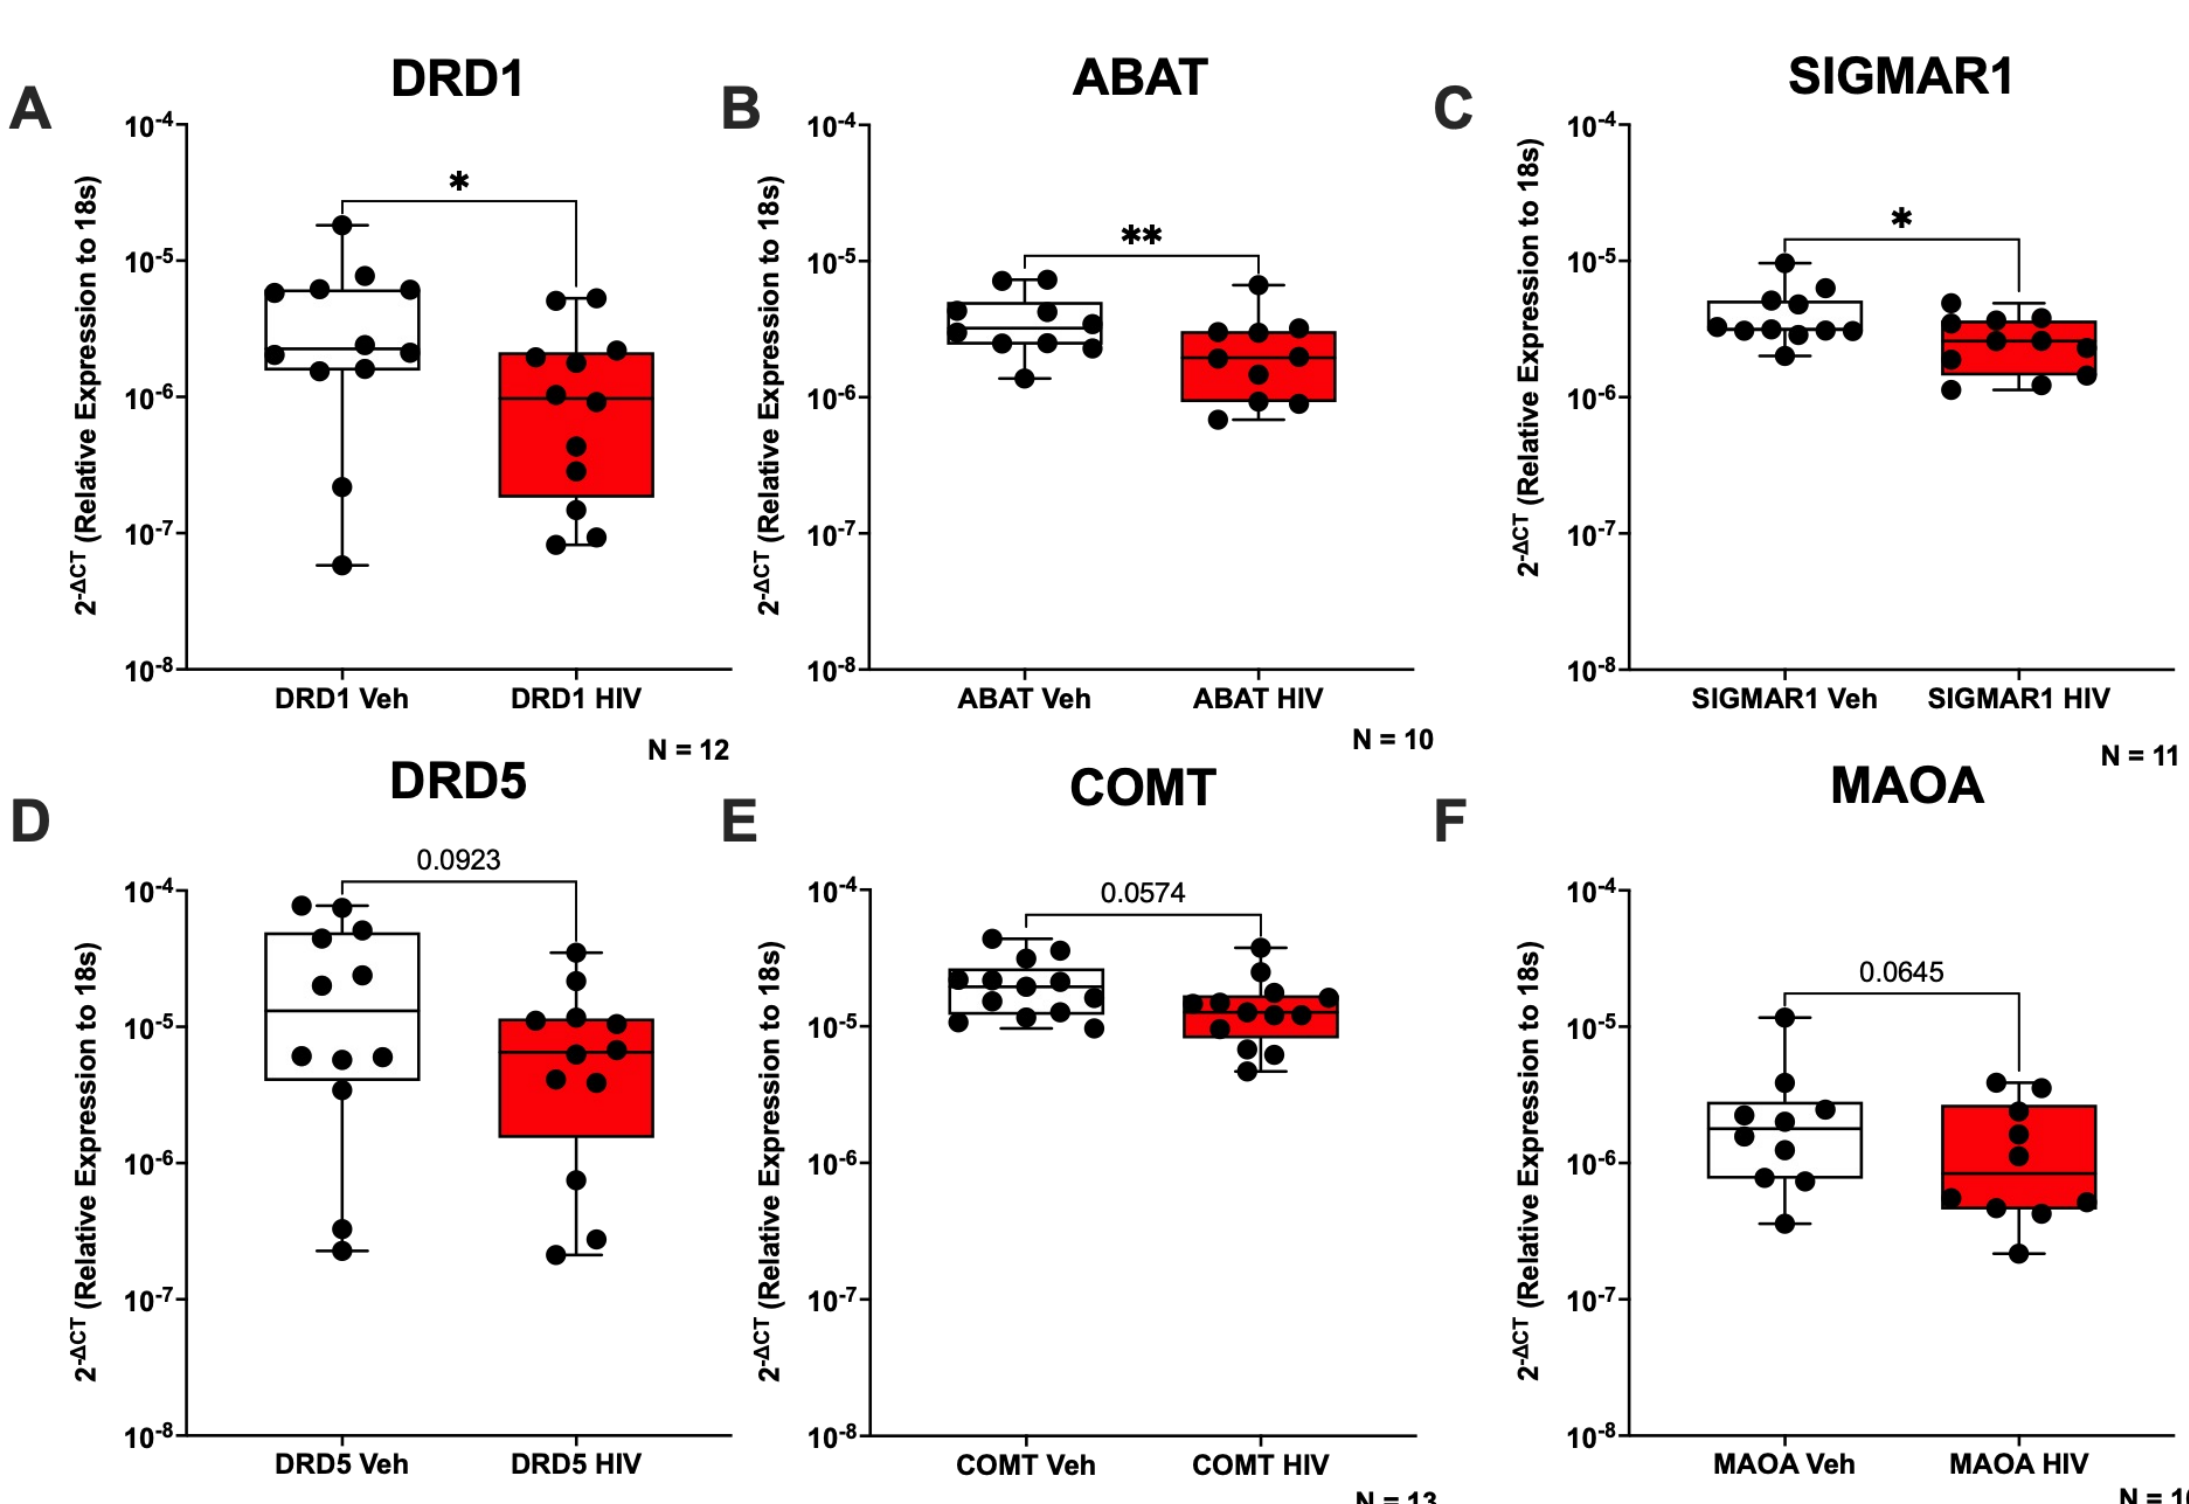 DRD1
ABAT
SIGMAR1
A
B
C
2-ΔCT (Relative Expression to 18s)
10-4
10-5
10-6
10-7
10-8
*
DRD1 Veh
DRD1 HIV
N = 12
2-ΔCT (Relative Expression to 18s)
10-4
10-5
10-6
10-7
10-8
**
ABAT Veh
ABAT HIV
N = 10
2-ΔCT (Relative Expression to 18s)
10-4
10-5
10-6
10-7
10-8
*
SIGMAR1 Veh
SIGMAR1 HIV
N = 11
DRD5
COMT
MAOA
D
E
F
2-ΔCT (Relative Expression to 18s)
10-4
10-5
10-6
10-7
10-8
0.0923
DRD5 Veh
DRD5 HIV
2-ΔCT (Relative Expression to 18s)
10-4
10-5
10-6
10-7
10-8
0.0574
COMT Veh
COMT HIV
N = 13
2-ΔCT (Relative Expression to 18s)
10-4
10-5
10-6
10-7
10-8
0.0645
MAOA Veh
MAOA HIV
N =